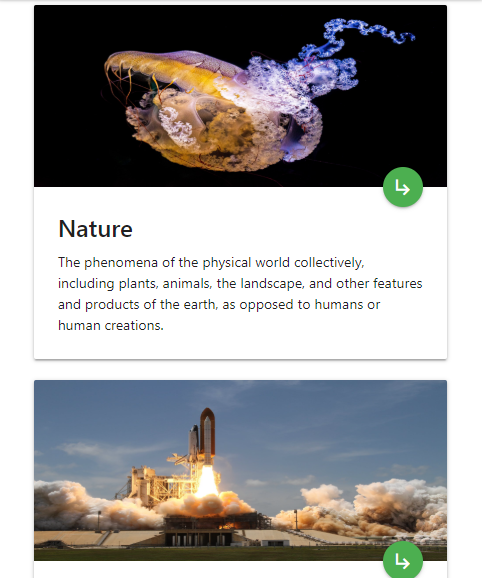 Nature
The phenomena of the physical world collectively,
including plants, animals, the landscape, and other features
and products of the earth, as opposed to humans or
human creations.